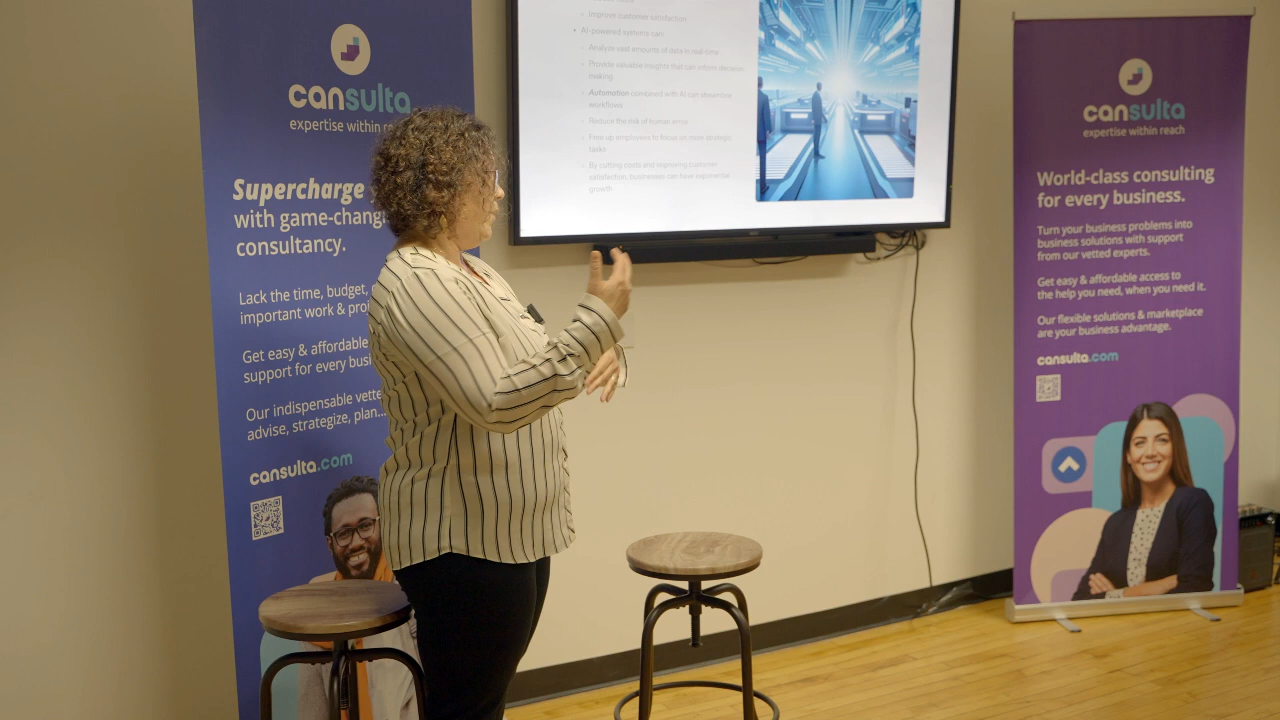 cansulta
expertise within
Supercharge
with game-chang
consultancy.
Lack the time, budget,
important work & pro
Get easy & affordable
support for every busi
Our indispensable vette
advise, strategize, plan...
cansulta.com
Improve customer satisfaction
AI-powered systems can:
Analyze vast amounts of data in real-time
Provide valuable insights that can inform decision
making
Automation combined with AI can streamline
workflows
Reduce the risk of human error
Free up employees to focus on more strategic
tasks
By cutting costs and improving customer
satisfaction, businesses can have exponential
growth
cansulta
expertise within reach
World-class consulting
for every business.
Turn your business problems into
business solutions with support
from our vetted experts.
Get easy & affordable access to
the help you need, when you need it.
Our flexible solutions & marketplace
are your business advantage.
cansulta.com